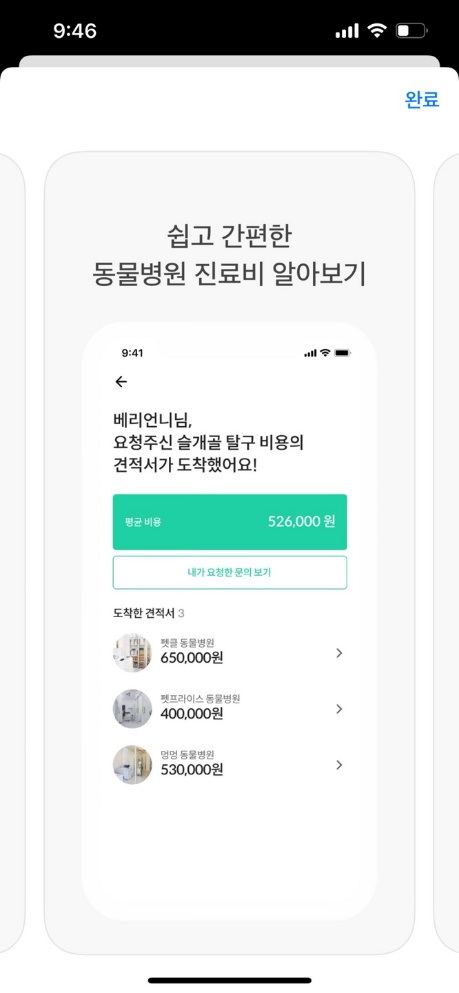 9:46
완료
쉽고 간편한
동물병원 진료비 알아보기
9:41
베리언니님,
요청주신 슬개골 탈구 비용의
견적서가 도착했어요!
평균 비용 526,000 원
내가 요청한 문의 보기
도착한 견적서 3
펫클 동물병원
650,000원
펫프라이스 동물병원
400,000원
멍멍 동물병원
530,000원